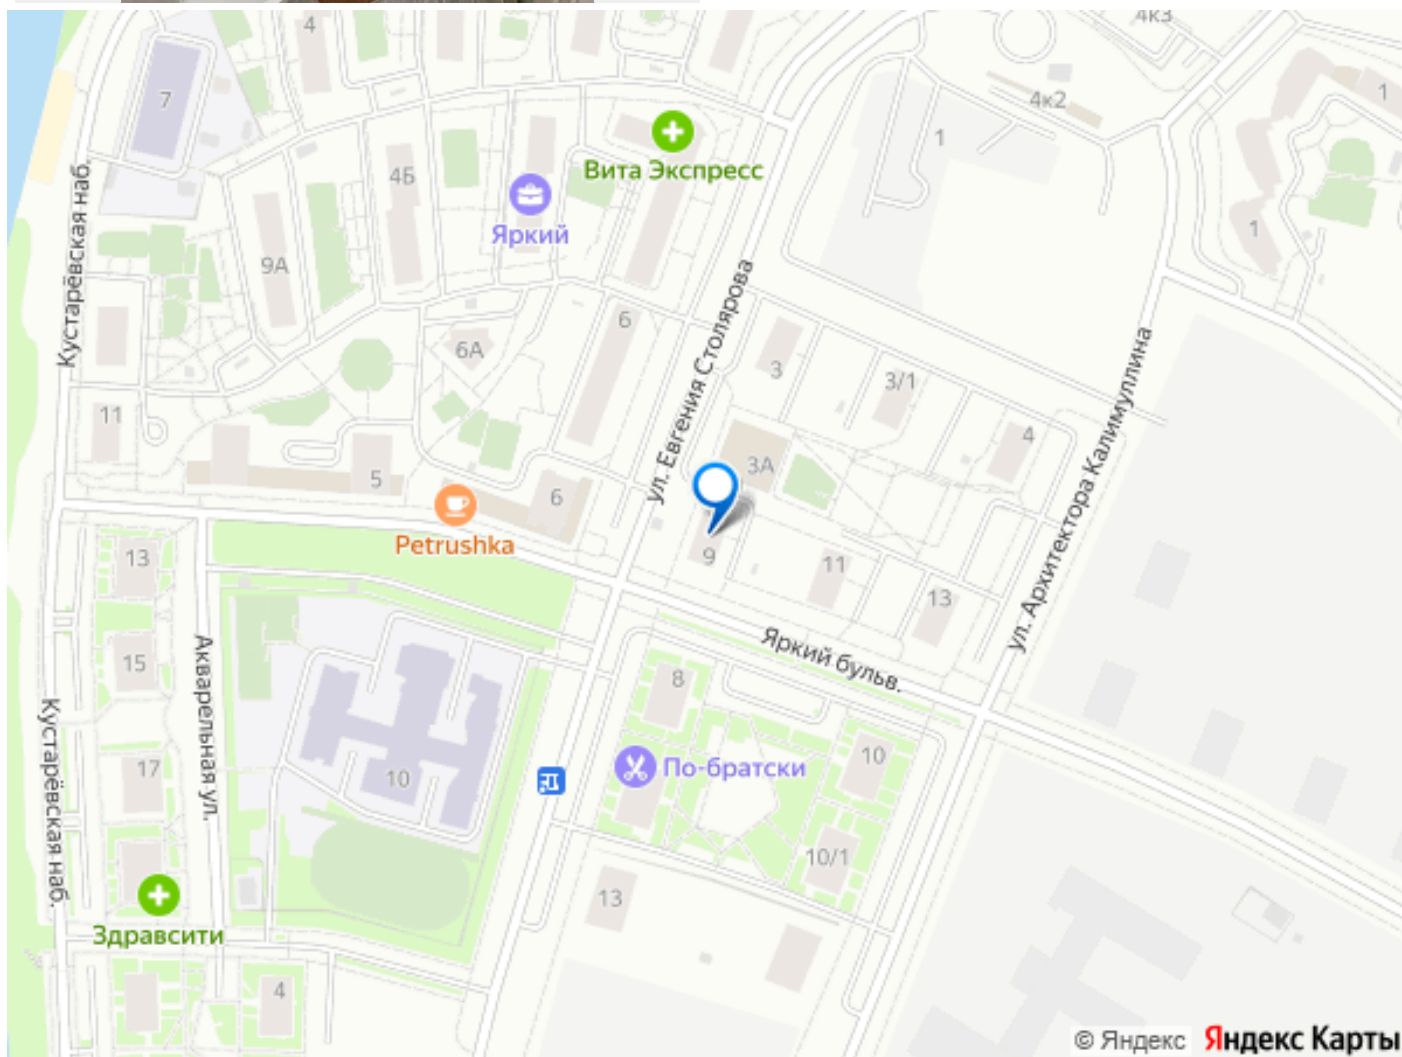 4
4к3
7
4к2
1
1
Вита Экспресс
4Б
Яркий
Кустарёвская наб.
9А
1
ул. Евгения Столярова
6
6А
3
3/1
ул. Архитектора Калимуллина
11
4
5
3А
6
Petrushka
9
11
13
13
Яркий бульв.
15
Акварельная ул.
8
Кустарёвская наб.
17
10
По-братски
10
10/1
13
Здравсити
4
© Яндекс Яндекс Карты